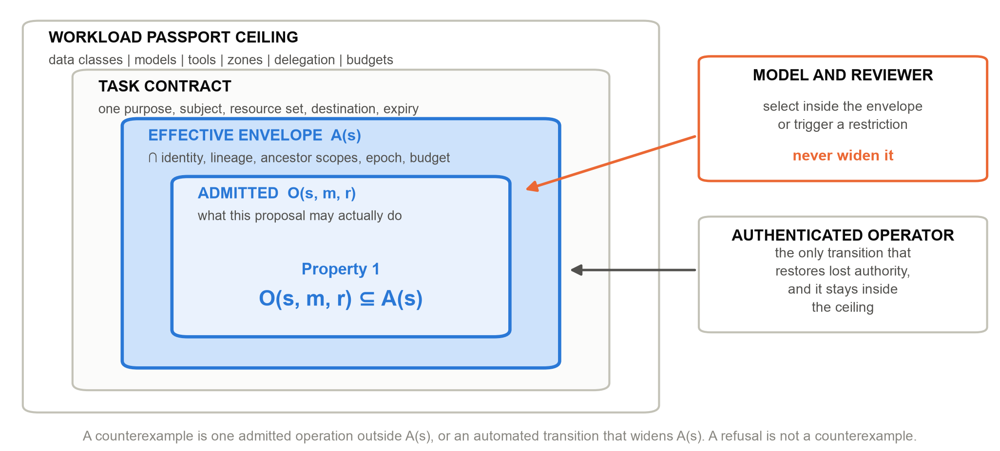 WORKLOAD PASSPORT CEILING
data classes | models | tools | zones | delegation | budgets
TASK CONTRACT
one purpose, subject, resource set, destination, expiry
EFFECTIVE ENVELOPE A(s)
∩ identity, lineage, ancestor scopes, epoch, budget
ADMITTED O(s, m, r)
what this proposal may actually do
Property 1
O(s, m, r) ⊆ A(s)
MODEL AND REVIEWER
select inside the envelope
or trigger a restriction
never widen it
AUTHENTICATED OPERATOR
the only transition that
restores lost authority,
and it stays inside
the ceiling
A counterexample is one admitted operation outside A(s), or an automated transition that widens A(s). A refusal is not a counterexample.